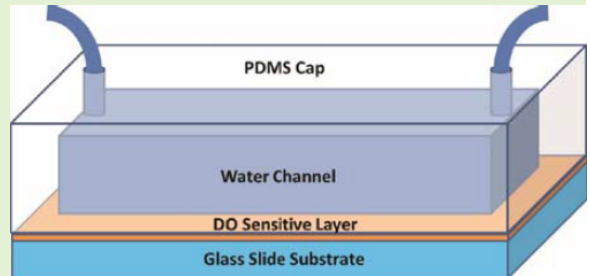 PDMS Cap
Water Channel
DO Sensitive Layer
Glass Slide Substrate